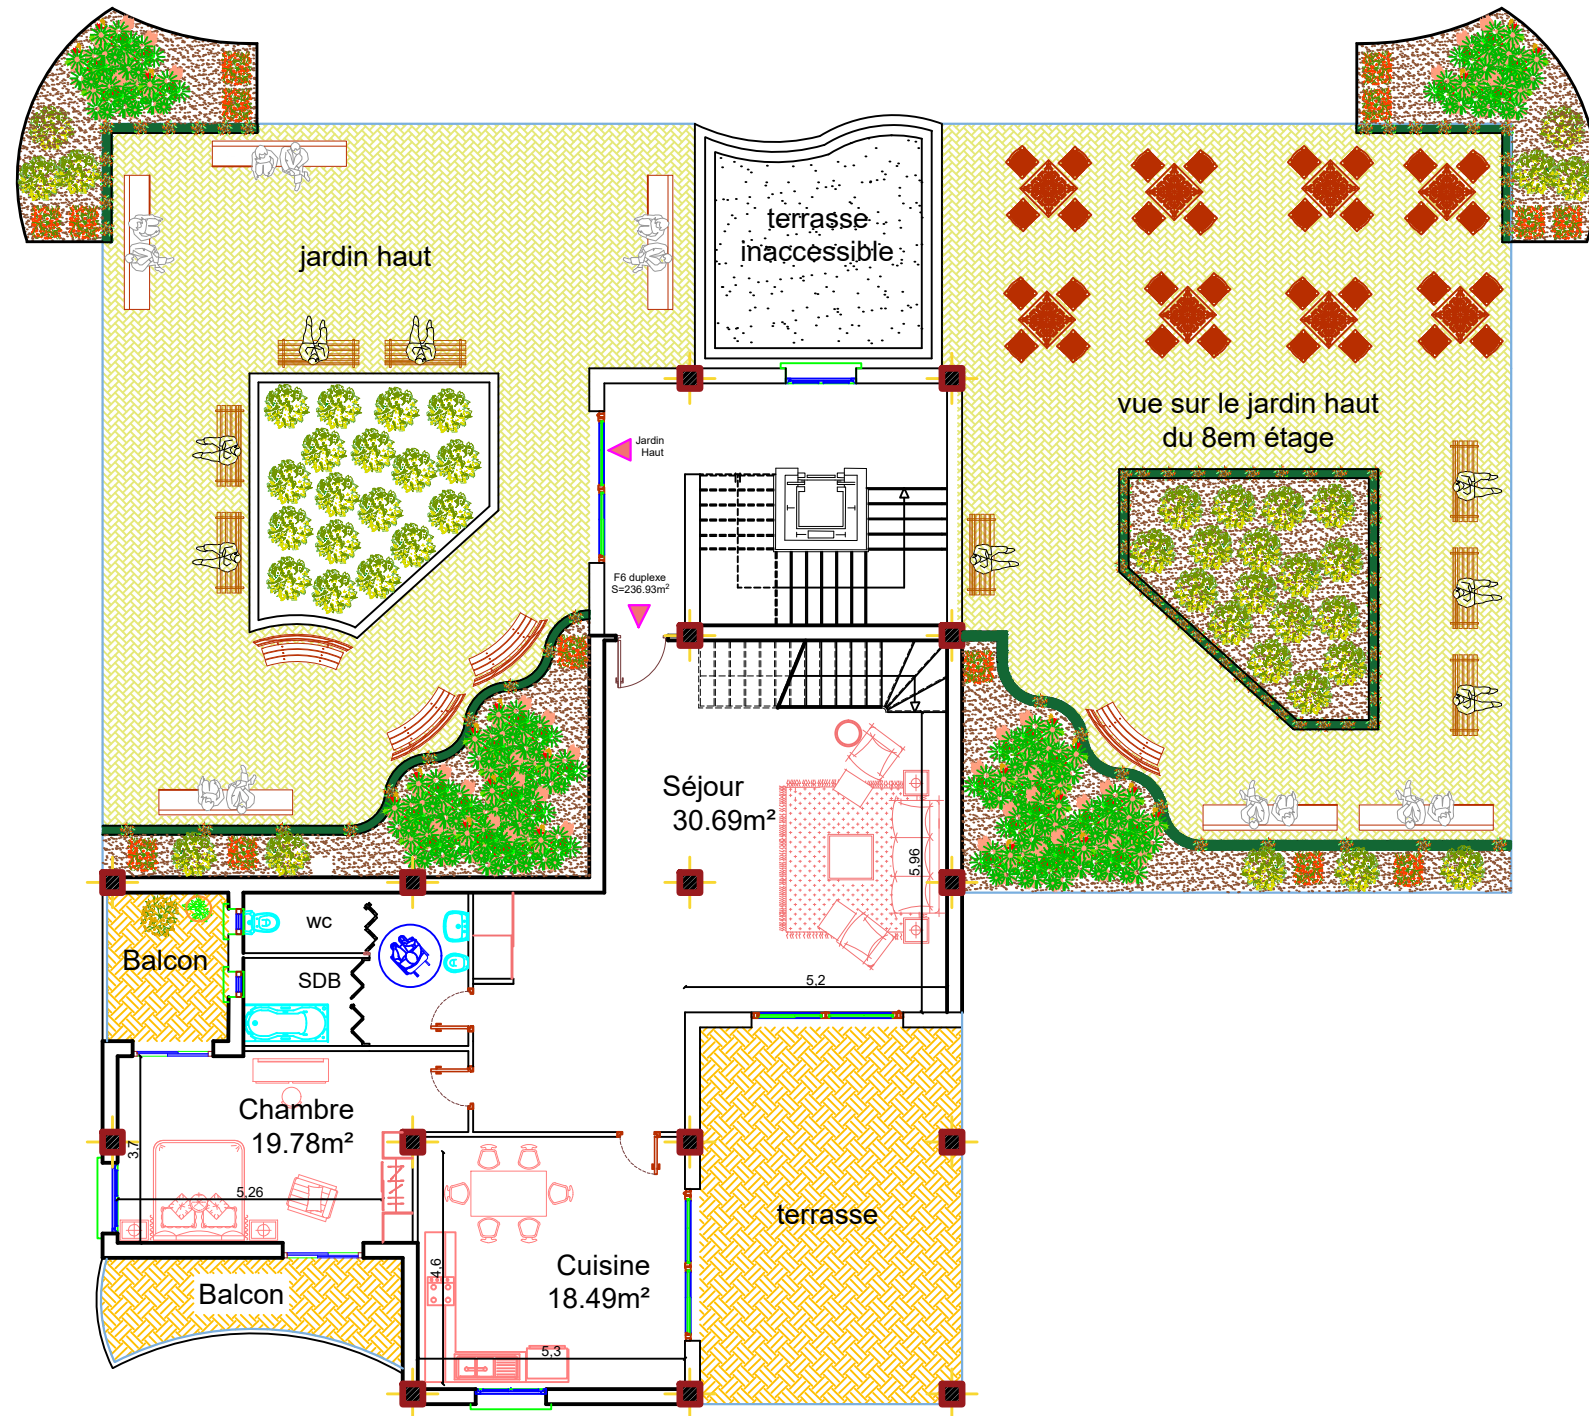 terrasse
inaccessible
jardin haut
vue sur le jardin haut
du 8em étage
Jardin
Haut
F6 duplexe
S=236.93m²
Séjour
30.69m²
5,96
wc
Balcon
SDB
5,2
Chambre
19.78m²
3,7
5,26
terrasse
Cuisine
18.49m²
4,6
Balcon
5,3